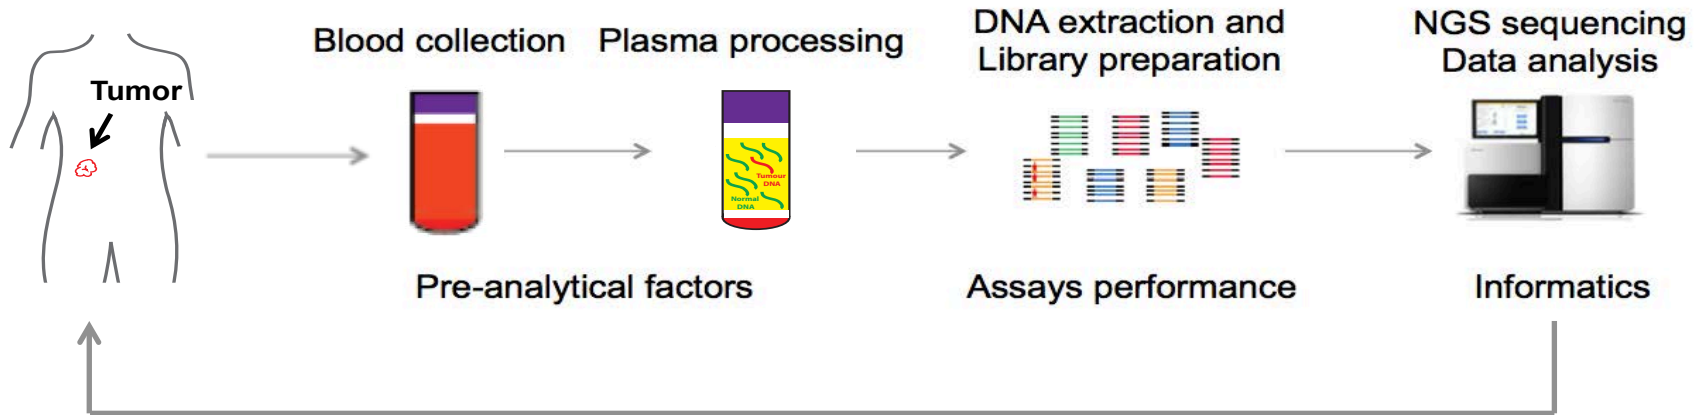 Tumor
Blood collection
Plasma processing
DNA extraction and
Library preparation
NGS sequencing
Data analysis
Tumour
DNA
Normal
DNA
Pre-analytical factors
Assays performance
Informatics